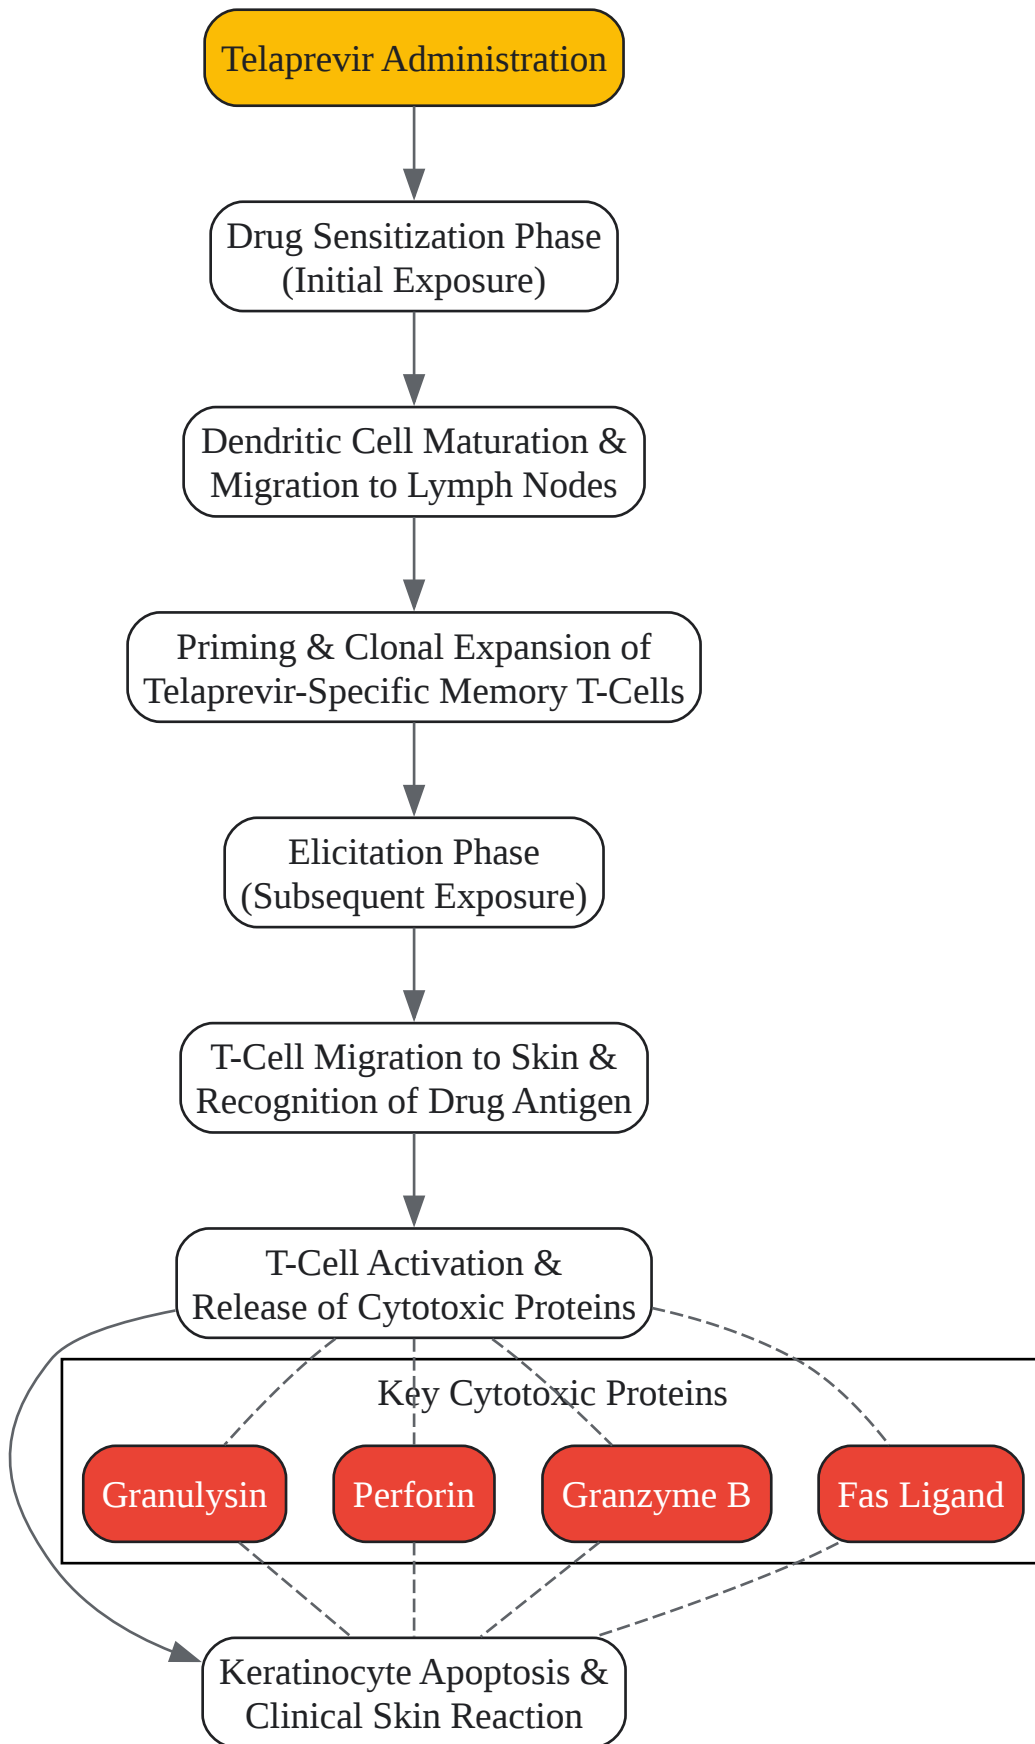 Telaprevir Administration
Drug Sensitization Phase
(Initial Exposure)
Dendritic Cell Maturation &
Migration to Lymph Nodes
Priming & Clonal Expansion of
Telaprevir-Specific Memory T-Cells
Elicitation Phase
(Subsequent Exposure)
T-Cell Migration to Skin &
Recognition of Drug Antigen
T-Cell Activation &
Release of Cytotoxic Proteins
Key Cytotoxic Proteins
Granulysin
Perforin
Granzyme B
Fas Ligand
Keratinocyte Apoptosis &
Clinical Skin Reaction